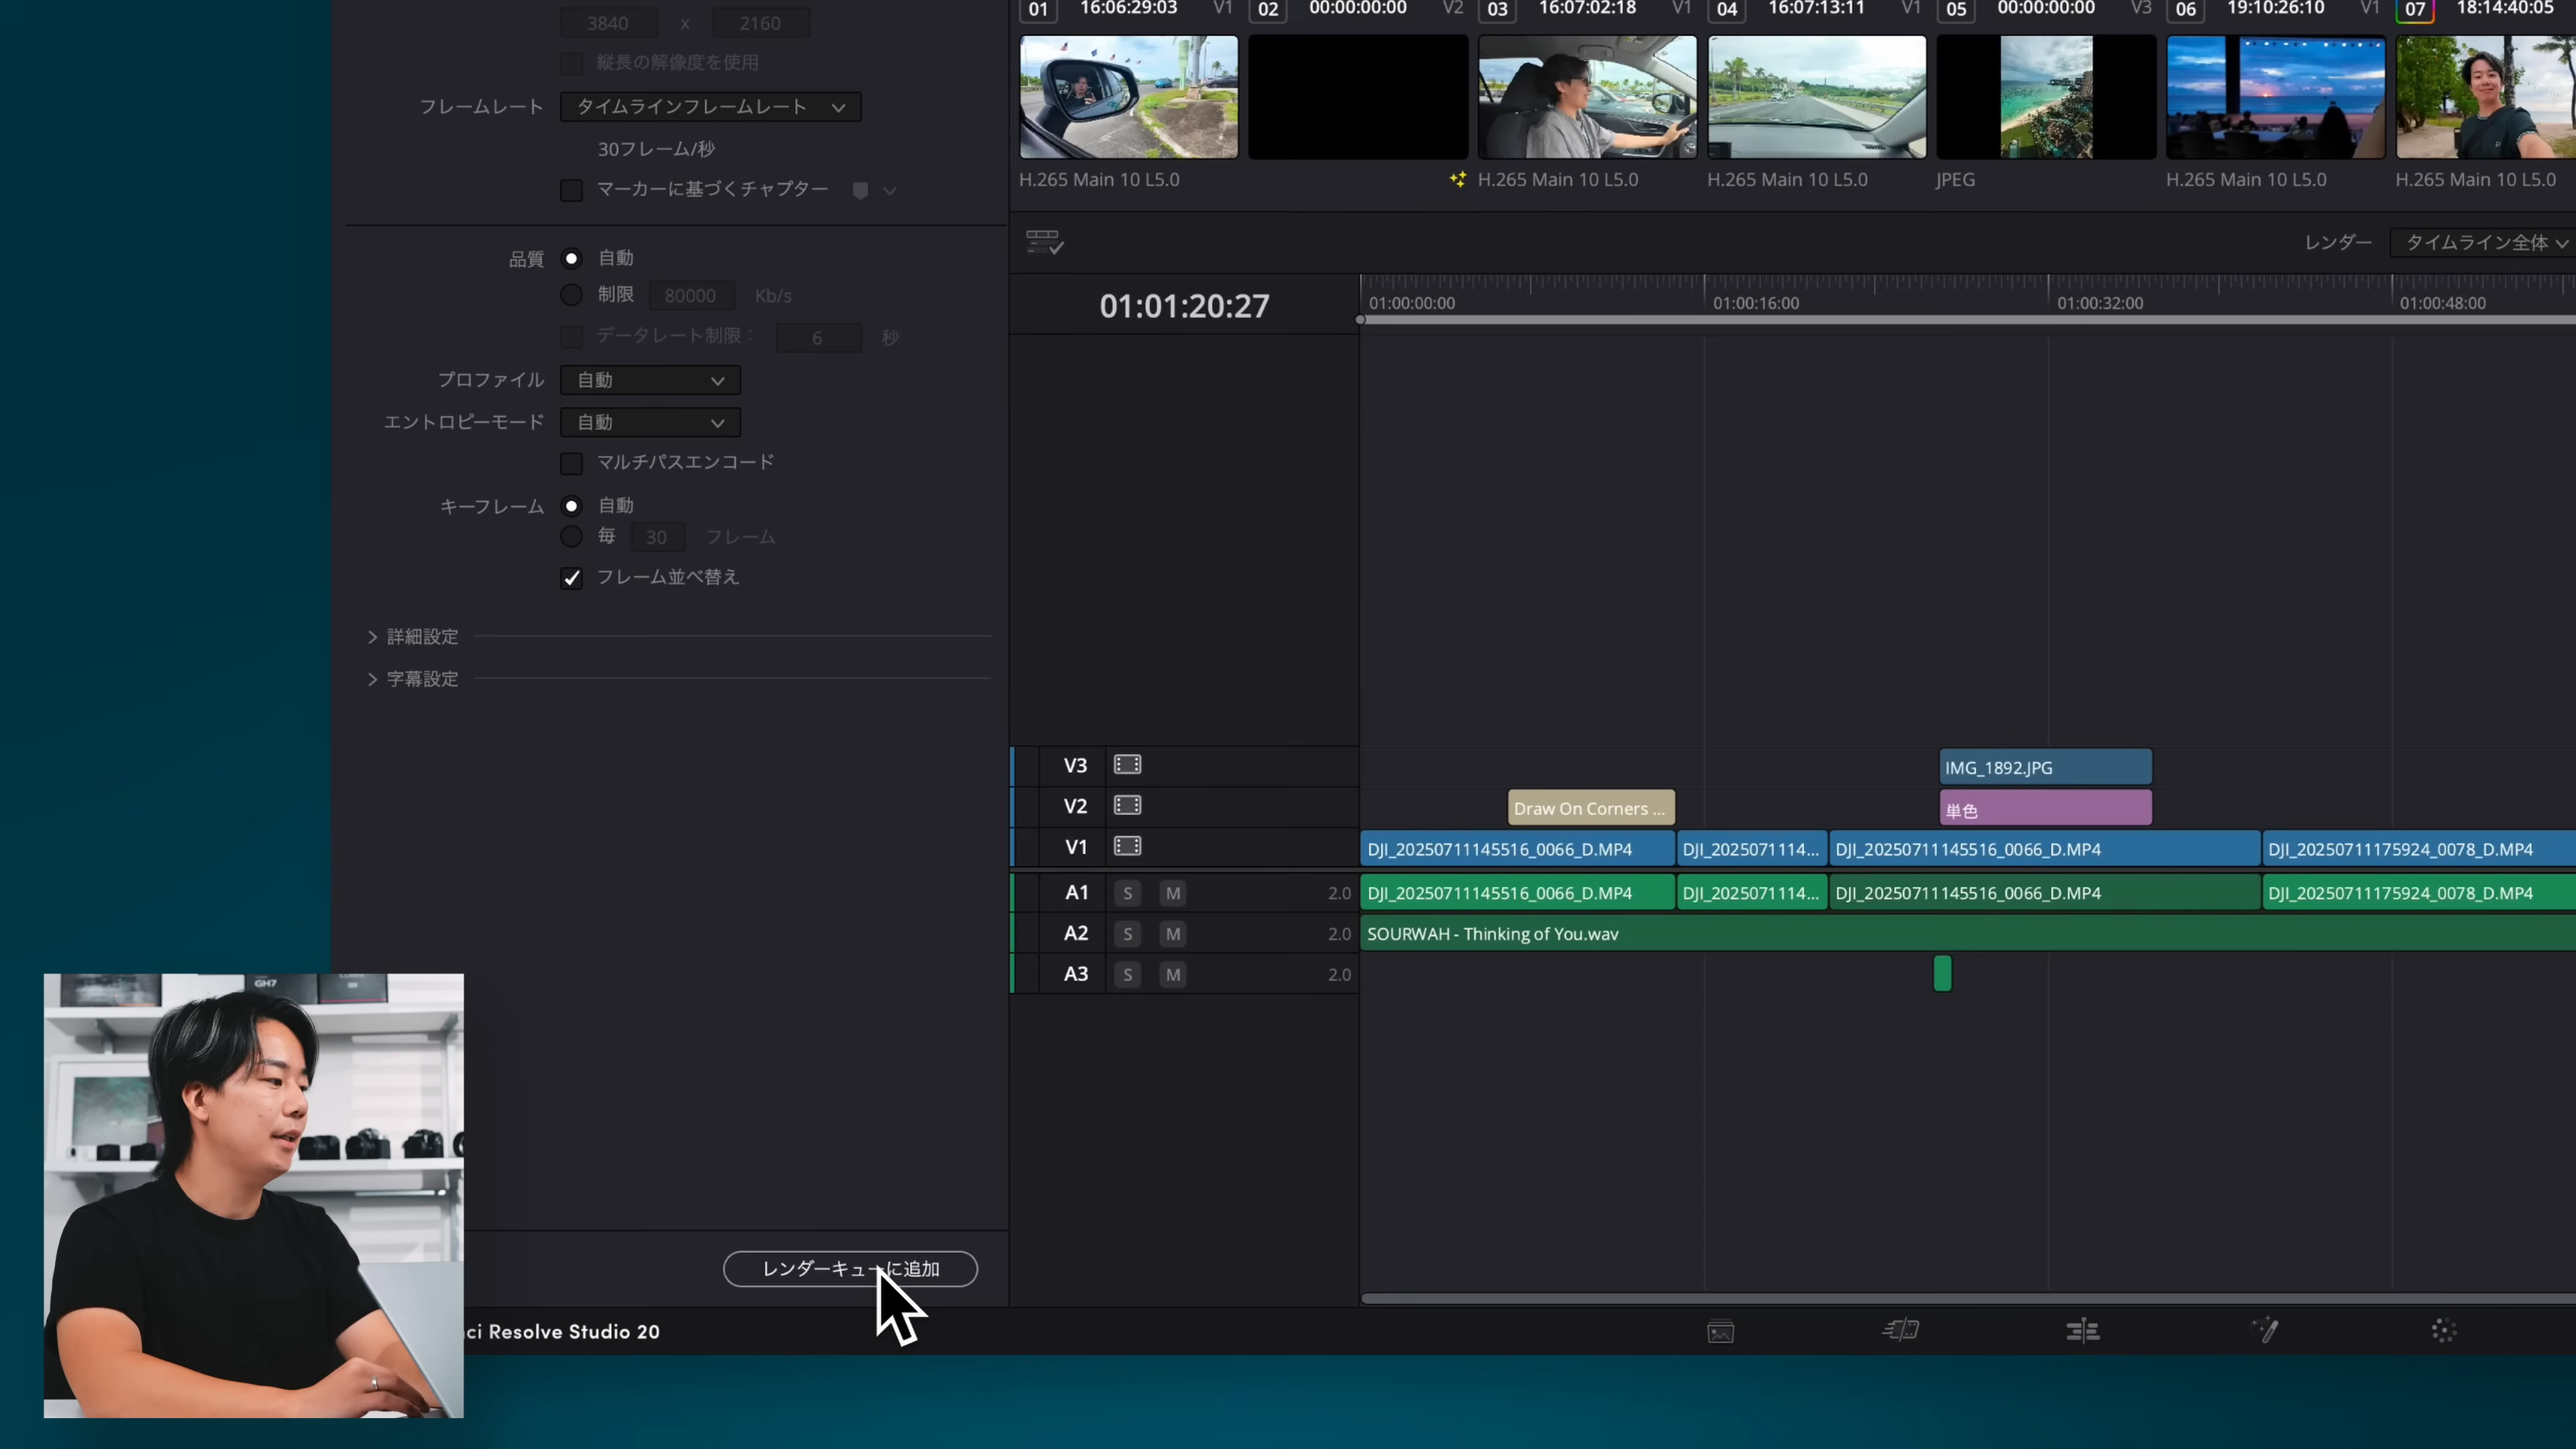 3840 x 2160
縦長の解像度を使用
フレームレート タイムラインフレームレート
30フレーム/秒
マーカーに基づくチャプター
品質 自動
制限 80000 Kb/s
データレート制限： 6 秒
プロファイル 自動
エントロピーモード 自動
マルチパスエンコード
キーフレーム 自動
毎 30 フレーム
フレーム並べ替え
詳細設定
字幕設定
レンダーキューに追加
ci Resolve Studio 20
GH7
01 16:06:29:03 V1 02 00:00:00:00 V2 03 16:07:02:18 V1 04 16:07:13:11 V1 05 00:00:00:00 V3 06 19:10:26:10 V1 07 18:14:40:05
H.265 Main 10 L5.0 H.265 Main 10 L5.0 H.265 Main 10 L5.0 JPEG H.265 Main 10 L5.0 H.265 Main 10 L5.0
レンダー タイムライン全体
01:01:20:27 01:00:00:00 01:00:16:00 01:00:32:00 01:00:48:00
V3 IMG_1892.JPG
V2 Draw On Corners ... 単色
V1 DJI_20250711145516_0066_D.MP4 DJI_2025071114... DJI_20250711145516_0066_D.MP4 DJI_20250711175924_0078_D.MP4
A1 S M 2.0 DJI_20250711145516_0066_D.MP4 DJI_2025071114... DJI_20250711145516_0066_D.MP4 DJI_20250711175924_0078_D.MP4
A2 S M 2.0 SOURWAH - Thinking of You.wav
A3 S M 2.0